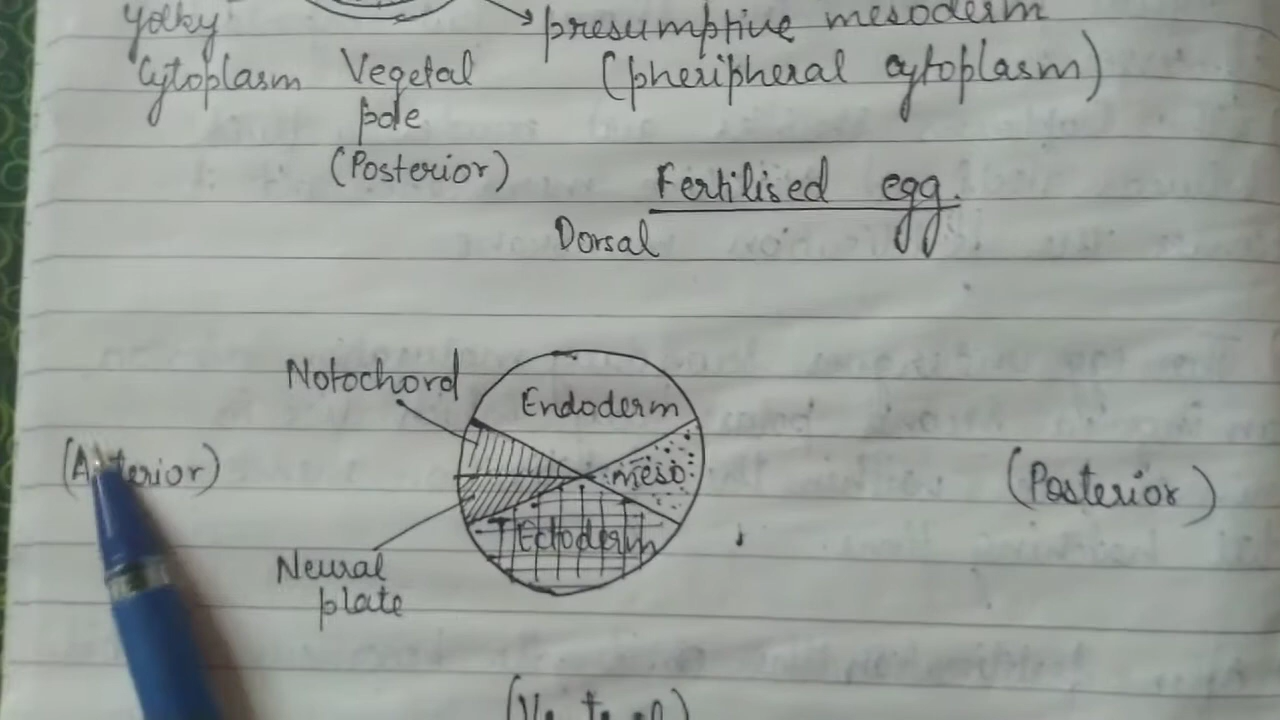 yolky
cytoplasm
Vegetal
pole
(Posterior)
presumptive mesoderm
(pheripheral cytoplasm)
Fertilised egg.
Dorsal
Notochord
Endoderm
(Anterior)
meso
(Posterior)
Ectoderm
Neural
plate